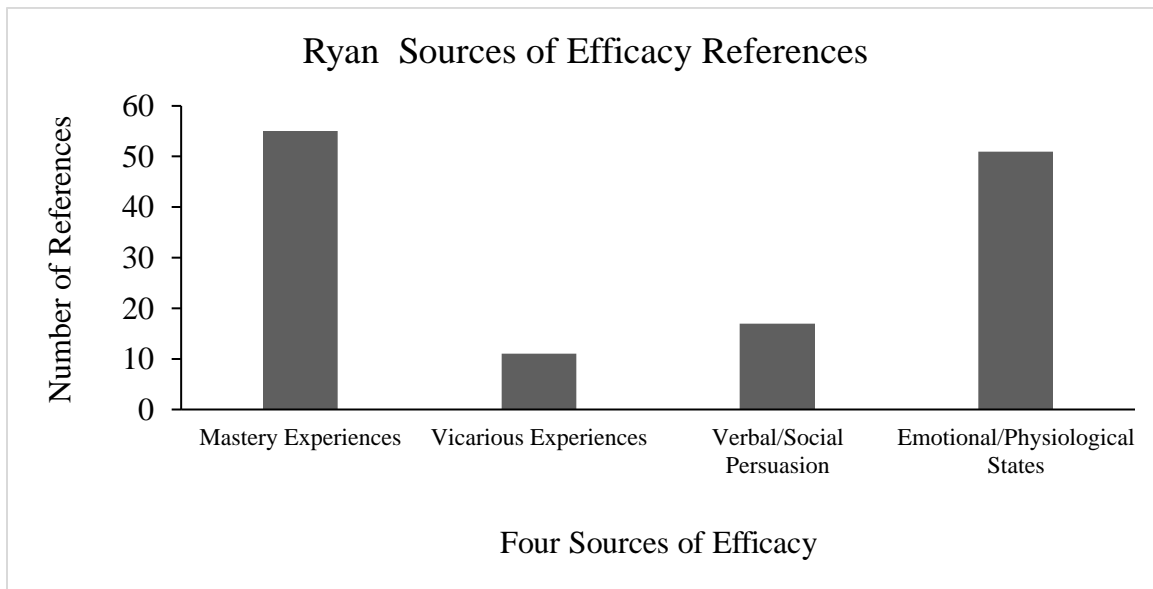 Ryan  Sources of Efficacy References
Number of References
60
50
40
30
20
10
0
Mastery Experiences
Vicarious Experiences
Verbal/Social
Persuasion
Emotional/Physiological
States
Four Sources of Efficacy